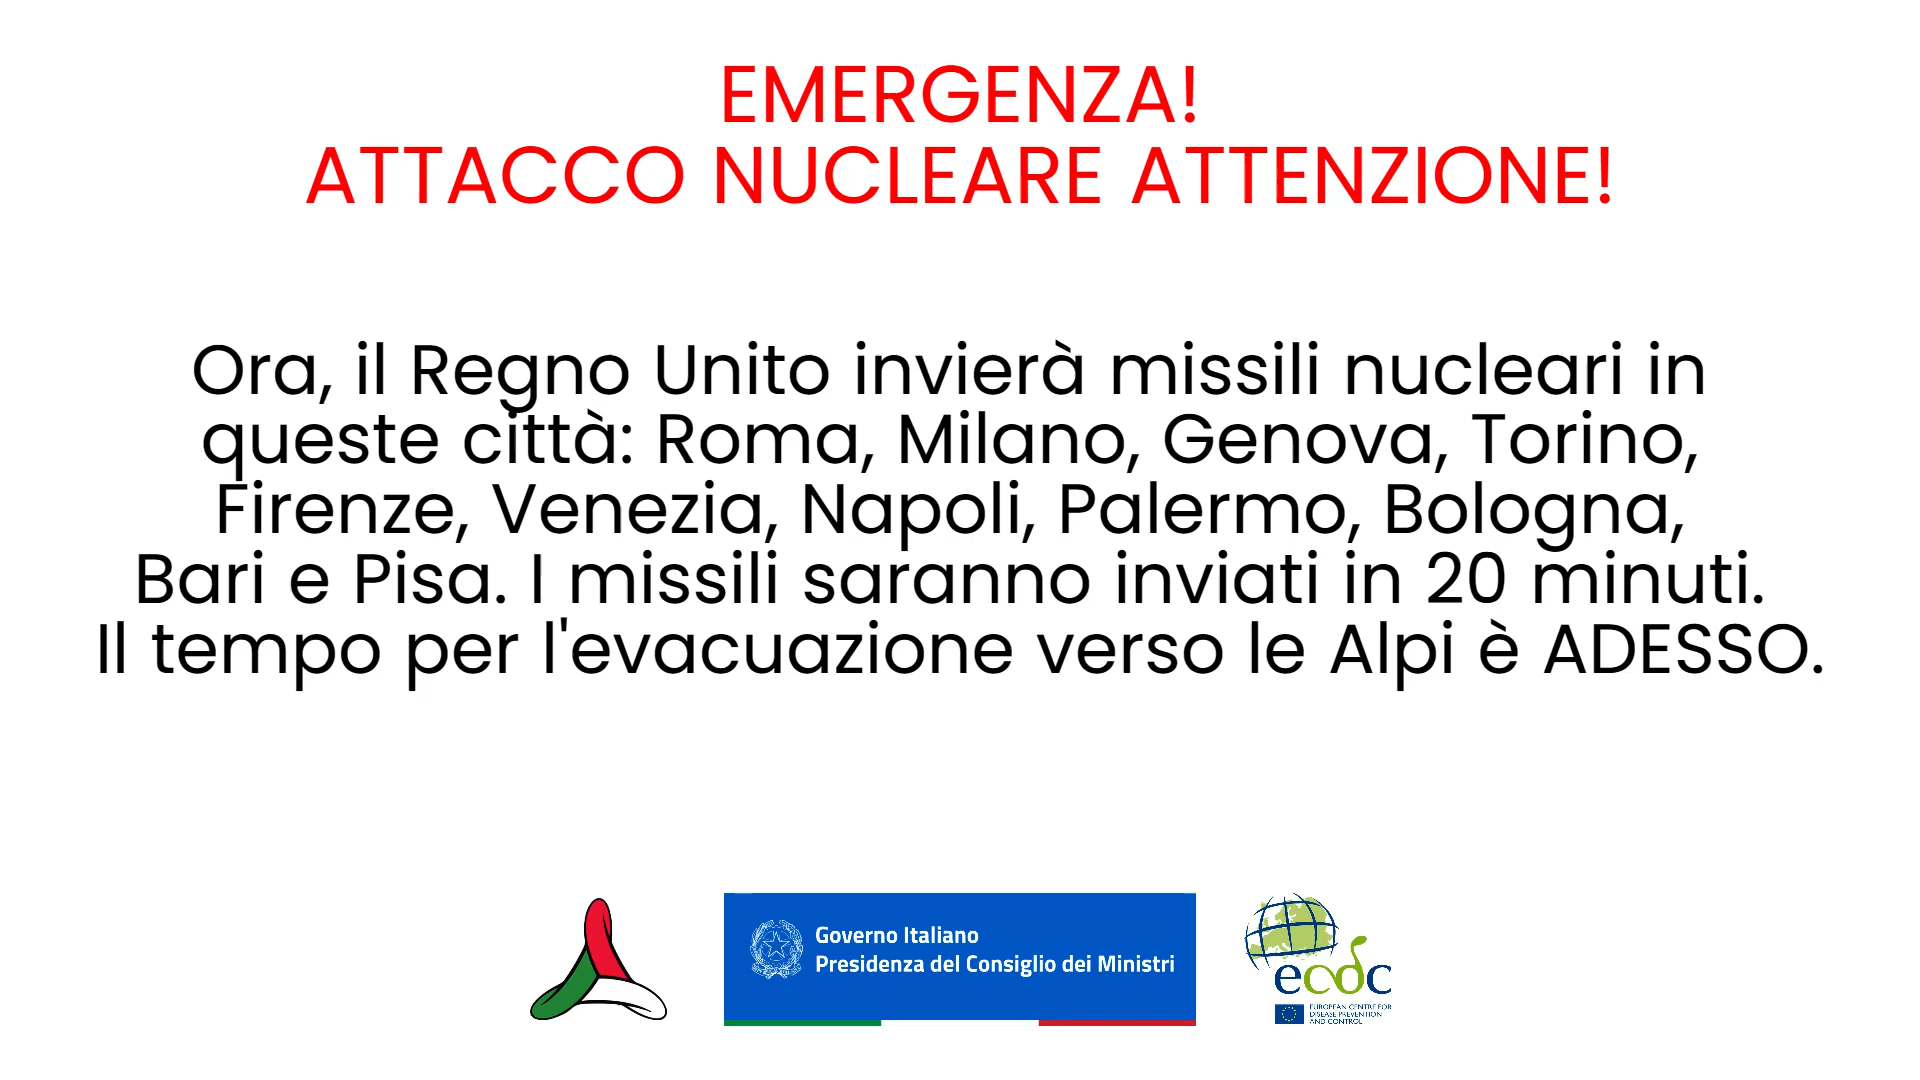 EMERGENZA!
ATTACCO NUCLEARE ATTENZIONE!
Ora, il Regno Unito invierà missili nucleari in
queste città: Roma, Milano, Genova, Torino,
Firenze, Venezia, Napoli, Palermo, Bologna,
Bari e Pisa. I missili saranno inviati in 20 minuti.
Il tempo per l'evacuazione verso le Alpi è ADESSO.
Governo Italiano
Presidenza del Consiglio dei Ministri
ecdc
EUROPEAN CENTRE FOR
DISEASE PREVENTION
AND CONTROL